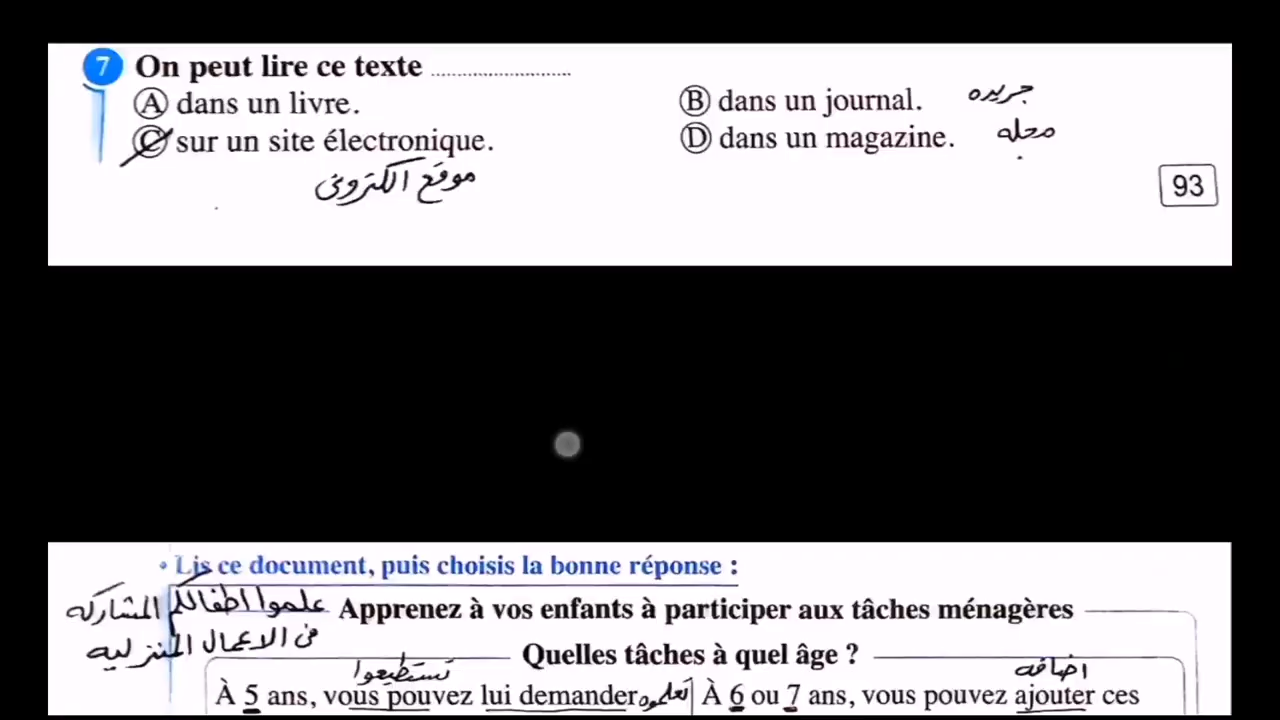 7 On peut lire ce texte ........................
A dans un livre. B dans un journal. جريده
C sur un site électronique. D dans un magazine. مجله
موقع الكترونى
93
• Lis ce document, puis choisis la bonne réponse :
علموا اطفالكم المشاركه Apprenez à vos enfants à participer aux tâches ménagères
فى الاعمال المنزليه Quelles tâches à quel âge ?
تستطيعوا اضافه
À 5 ans, vous pouvez lui demander À 6 ou 7 ans, vous pouvez ajouter ces